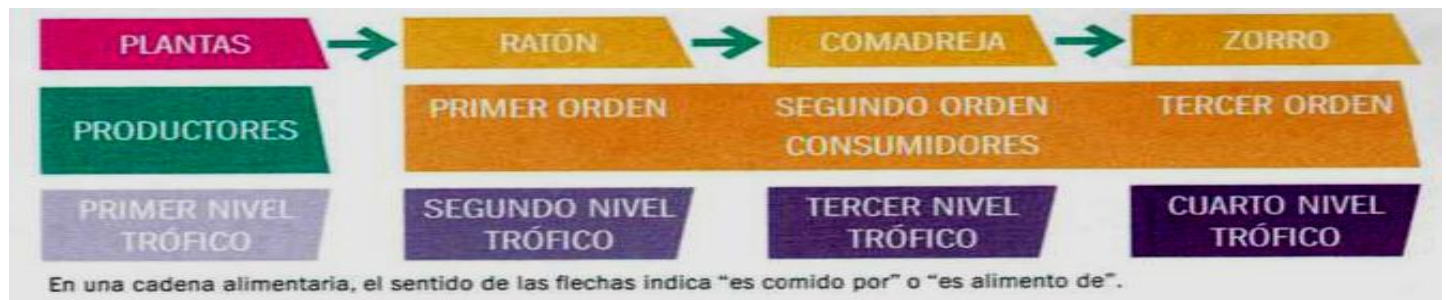 PLANTAS RATÓN COMADREJA ZORRO
PRODUCTORES
PRIMER ORDEN SEGUNDO ORDEN TERCER ORDEN
CONSUMIDORES
PRIMER NIVEL TRÓFICO
SEGUNDO NIVEL TRÓFICO
TERCER NIVEL TRÓFICO
CUARTO NIVEL TRÓFICO
En una cadena alimentaria, el sentido de las flechas indica “es comido por” o “es alimento de”.